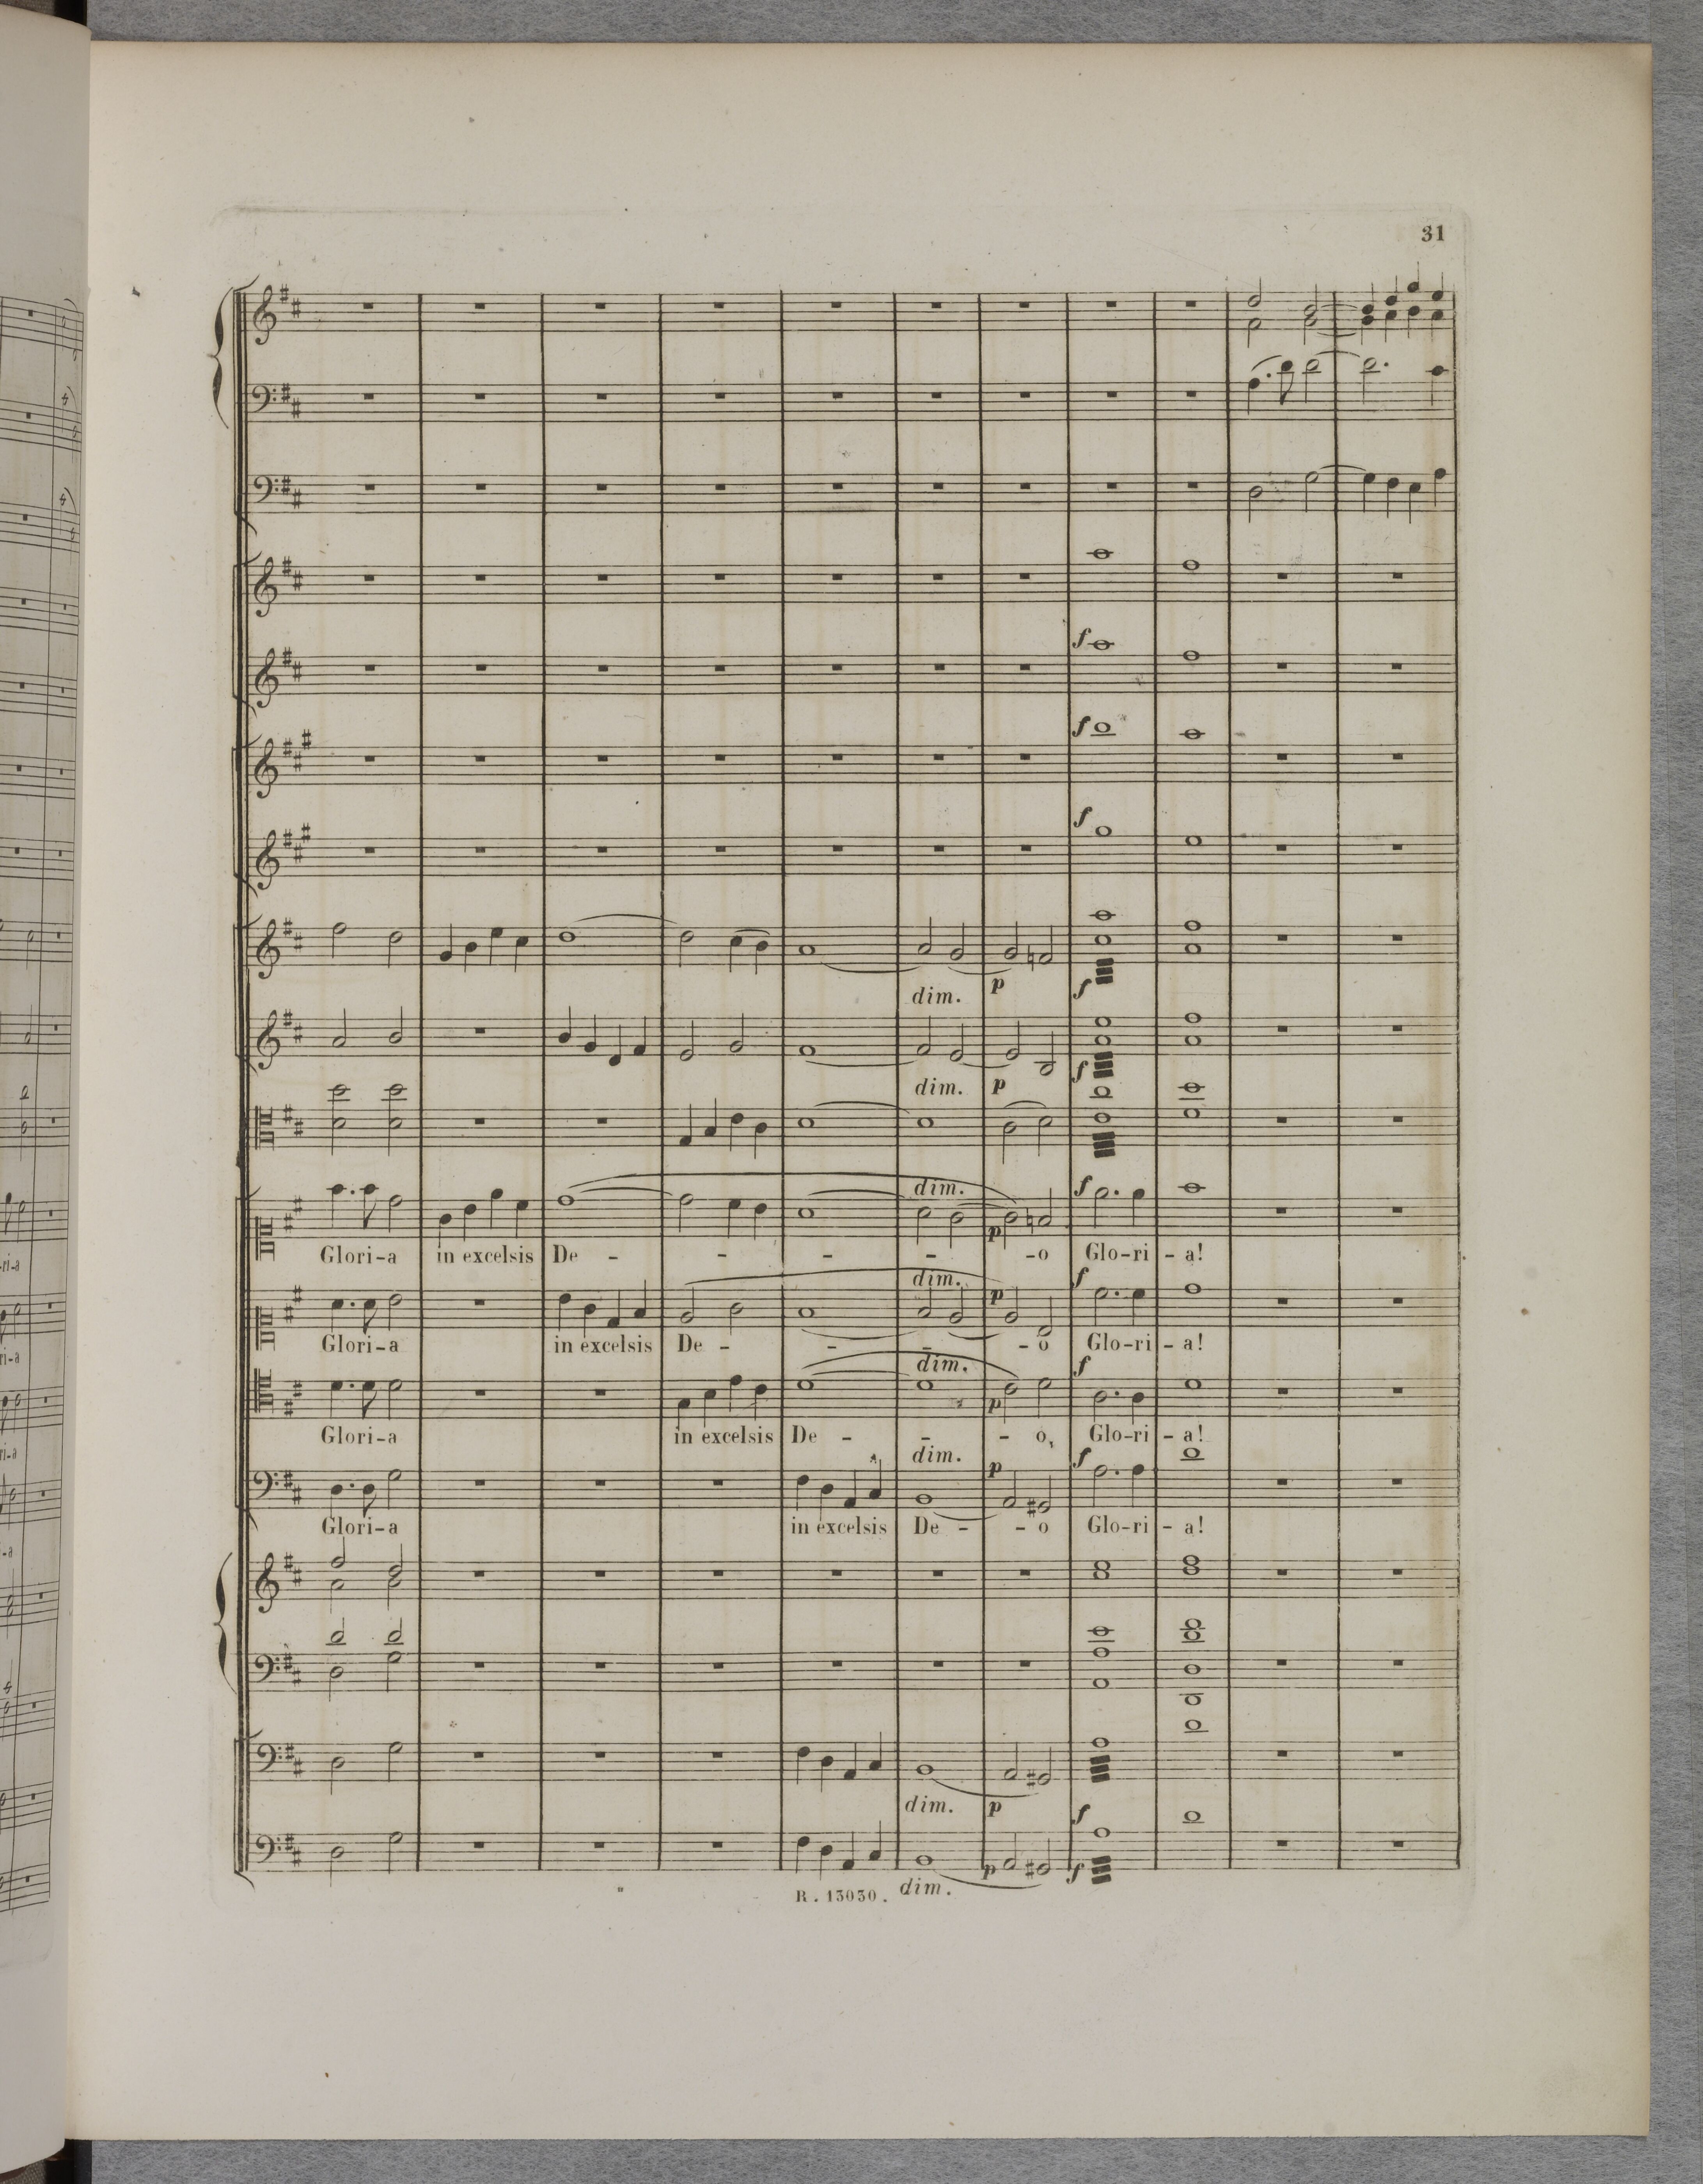 31
f
f
f
dim. p f
dim. p f
dim. f
p
Glori-a in excelsis De - - - - -o Glo-ri - a!
dim. p f
Glori-a in excelsis De - - - - o Glo-ri - a!
dim. f
p
Glori-a in excelsis De - - - o, Glo-ri - a!
dim. p f
Glori-a in excelsis De - - o Glo-ri - a!
dim. p f
p f
R. 13030. dim.